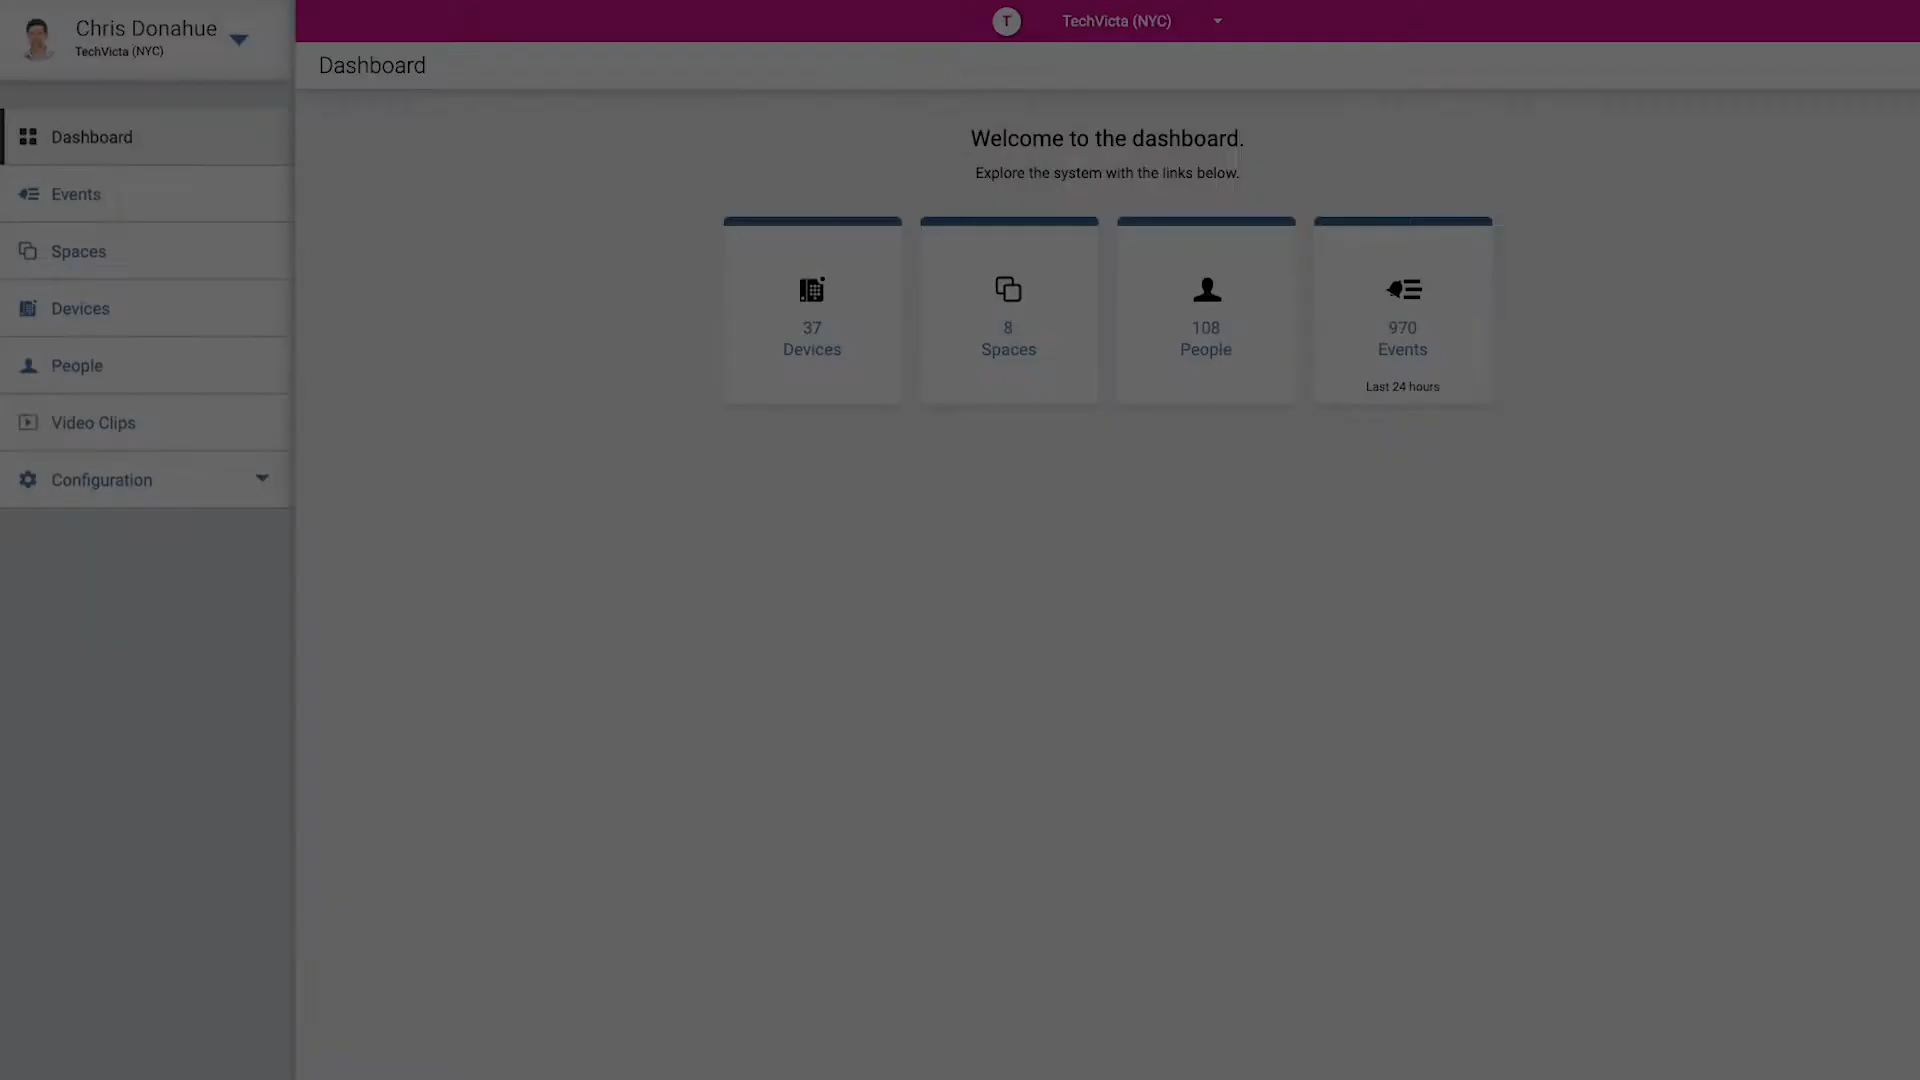 Chris Donahue
TechVicta (NYC)
T
TechVicta (NYC)
Dashboard
Dashboard
Events
Spaces
Devices
People
Video Clips
Configuration
Welcome to the dashboard.
Explore the system with the links below.
37
Devices
8
Spaces
108
People
970
Events
Last 24 hours